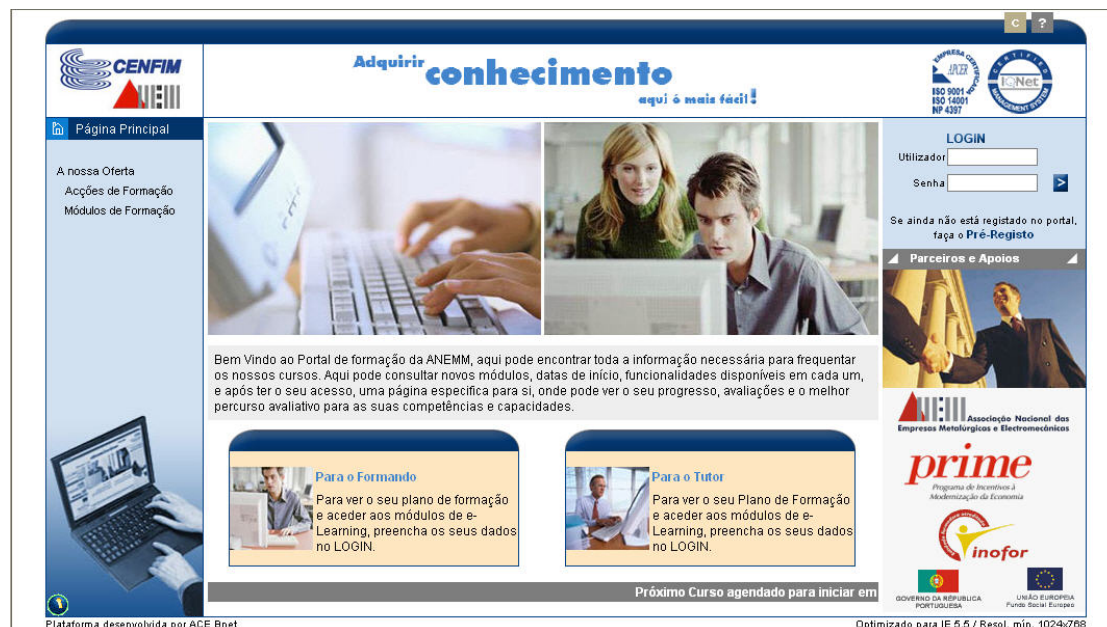 C ?
CENFIM
ANEM
Adquirir conhecimento
aqui é mais fácil!
EMPRESA CERTIFICADA
APCER
ISO 9001
ISO 14001
NP 4397
CERTIFIED
IQNet
MANAGEMENT SYSTEM
Página Principal
A nossa Oferta
Acções de Formação
Módulos de Formação
LOGIN
Utilizador
Senha
>
Se ainda não está registado no portal,
faça o Pré-Registo
Parceiros e Apoios
Bem Vindo ao Portal de formação da ANEMM, aqui pode encontrar toda a informação necessária para frequentar
os nossos cursos. Aqui pode consultar novos módulos, datas de início, funcionalidades disponíveis em cada um,
e após ter o seu acesso, uma página especifica para si, onde pode ver o seu progresso, avaliações e o melhor
percurso avaliativo para as suas competências e capacidades.
Para o Formando
Para ver o seu plano de formação
e aceder aos módulos de e-
Learning, preencha os seus dados
no LOGIN.
Para o Tutor
Para ver o seu Plano de Formação
e aceder aos módulos de e-
Learning, preencha os seus dados
no LOGIN.
Associação Nacional das
Empresas Metalúrgicas e Electromecânicas
prime
Programa de Incentivos à
Modernização da Economia
inofor
GOVERNO DA RÉPUBLICA
PORTUGUESA
UNIÃO EUROPEIA
Fundo Social Europeu
Próximo Curso agendado para iniciar em
Plataforma desenvolvida por ACE Bnet
Optimizado para IE 5.5 / Resol. mín. 1024x768